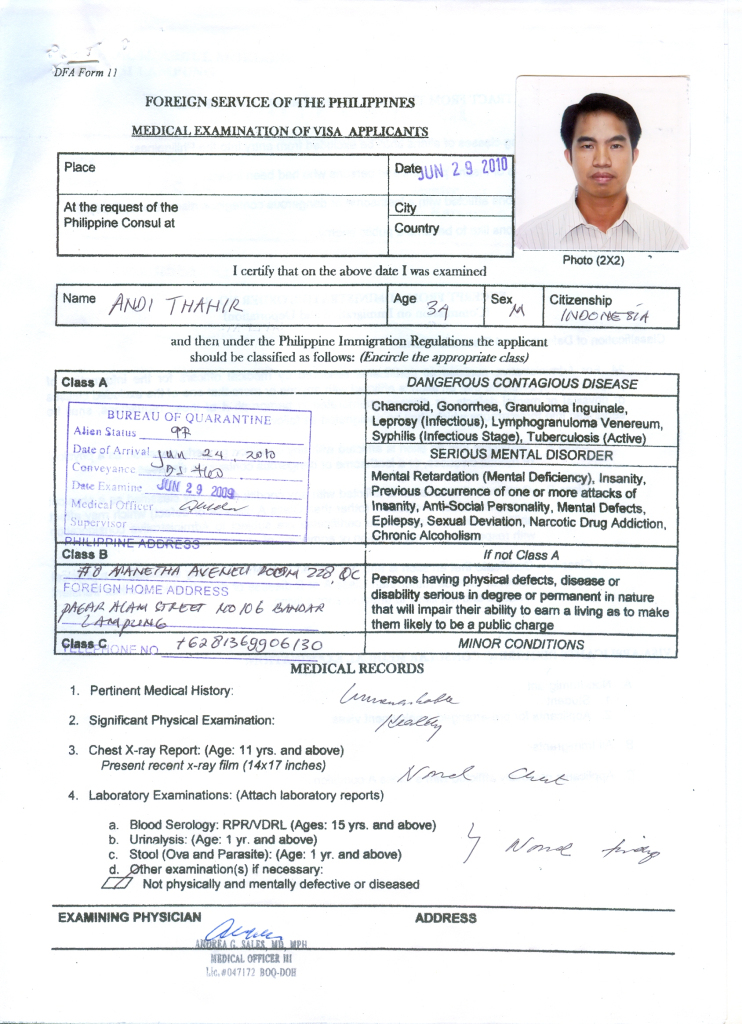 DFA Form 11
FOREIGN SERVICE OF THE PHILIPPINES
MEDICAL EXAMINATION OF VISA APPLICANTS
Place
Date JUN 29 2010
At the request of the
Philippine Consul at
City
Country
Photo (2X2)
I certify that on the above date I was examined
Name ANDI THAHIR
Age 34
Sex M
Citizenship INDONESIA
and then under the Philippine Immigration Regulations the applicant
should be classified as follows: (Encircle the appropriate class)
Class A
DANGEROUS CONTAGIOUS DISEASE
Chancroid, Gonorrhea, Granuloma Inguinale,
Leprosy (Infectious), Lymphogranuloma Venereum,
Syphilis (Infectious Stage), Tuberculosis (Active)
SERIOUS MENTAL DISORDER
Mental Retardation (Mental Deficiency), Insanity,
Previous Occurrence of one or more attacks of
Insanity, Anti-Social Personality, Mental Defects,
Epilepsy, Sexual Deviation, Narcotic Drug Addiction,
Chronic Alcoholism
BUREAU OF QUARANTINE
Alien Status
Date of Arrival Jun 24 2010
Conveyance
Date Examine JUN 29 2009
Medical Officer
Supervisor
PHILIPPINE ADDRESS
Class B
If not Class A
#8 ROOM 228, QC
FOREIGN HOME ADDRESS
PAGAR ALAM STREET NO 106 BANDAR
LAMPUNG
Persons having physical defects, disease or
disability serious in degree or permanent in nature
that will impair their ability to earn a living as to make
them likely to be a public charge
Class C
TELEPHONE NO. +6281369906130
MINOR CONDITIONS
MEDICAL RECORDS
1. Pertinent Medical History: Unremarkable
2. Significant Physical Examination: Healthy
3. Chest X-ray Report: (Age: 11 yrs. and above)
Present recent x-ray film (14x17 inches)
Normal Chest
4. Laboratory Examinations: (Attach laboratory reports)
a. Blood Serology: RPR/VDRL (Ages: 15 yrs. and above)
b. Urinalysis: (Age: 1 yr. and above)
c. Stool (Ova and Parasite): (Age: 1 yr. and above)
Normal finding
d. Other examination(s) if necessary:
Not physically and mentally defective or diseased
EXAMINING PHYSICIAN
ADDRESS
ANDREA G. SALES, MD, MPH
MEDICAL OFFICER III
Lic.#047172 BOQ-DOH